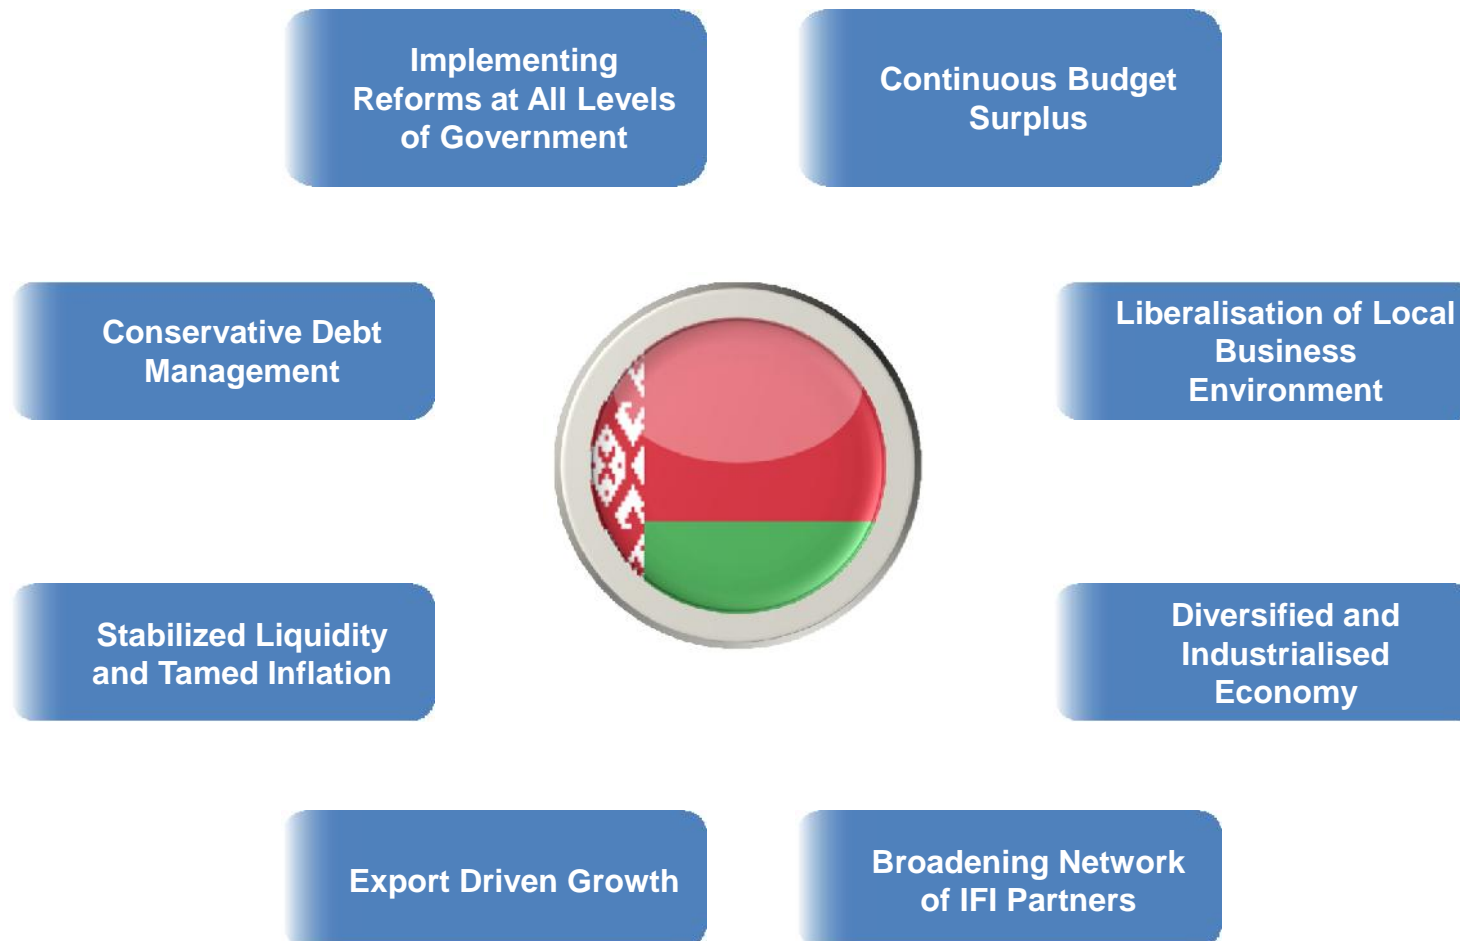 Implementing
Reforms at All Levels
of Government
Continuous Budget
Surplus
Conservative Debt
Management
Liberalisation of Local
Business
Environment
Stabilized Liquidity
and Tamed Inflation
Diversified and
Industrialised
Economy
Export Driven Growth
Broadening Network
of IFI Partners